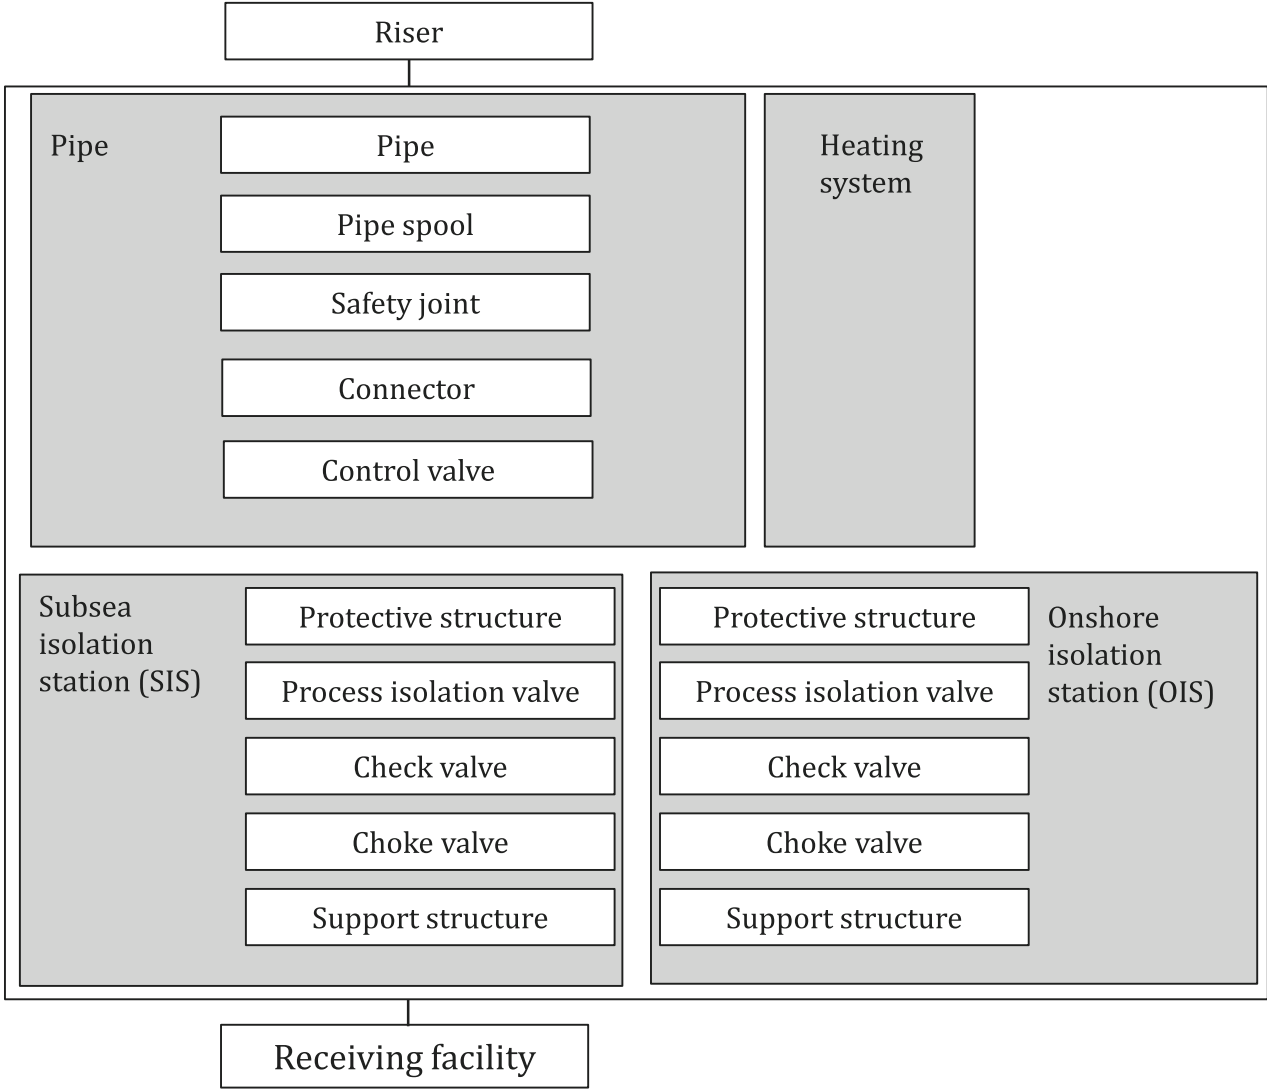 Riser
Pipe
Pipe
Pipe spool
Safety joint
Connector
Control valve
Heating
system
Subsea
isolation
station (SIS)
Protective structure
Process isolation valve
Check valve
Choke valve
Support structure
Protective structure
Process isolation valve
Check valve
Choke valve
Support structure
Onshore
isolation
station (OIS)
Receiving facility